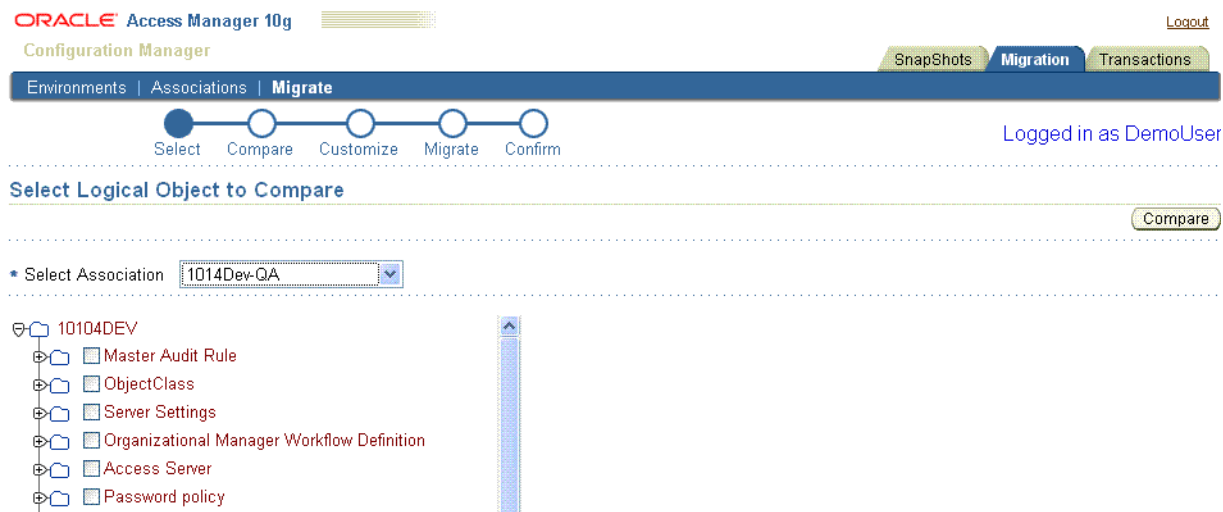 ORACLE Access Manager 10g
Logout
Configuration Manager
SnapShots Migration Transactions
Environments | Associations | Migrate
Select Compare Customize Migrate Confirm
Logged in as DemoUser
Select Logical Object to Compare
Compare
* Select Association 1014Dev-QA
10104DEV
Master Audit Rule
ObjectClass
Server Settings
Organizational Manager Workflow Definition
Access Server
Password policy